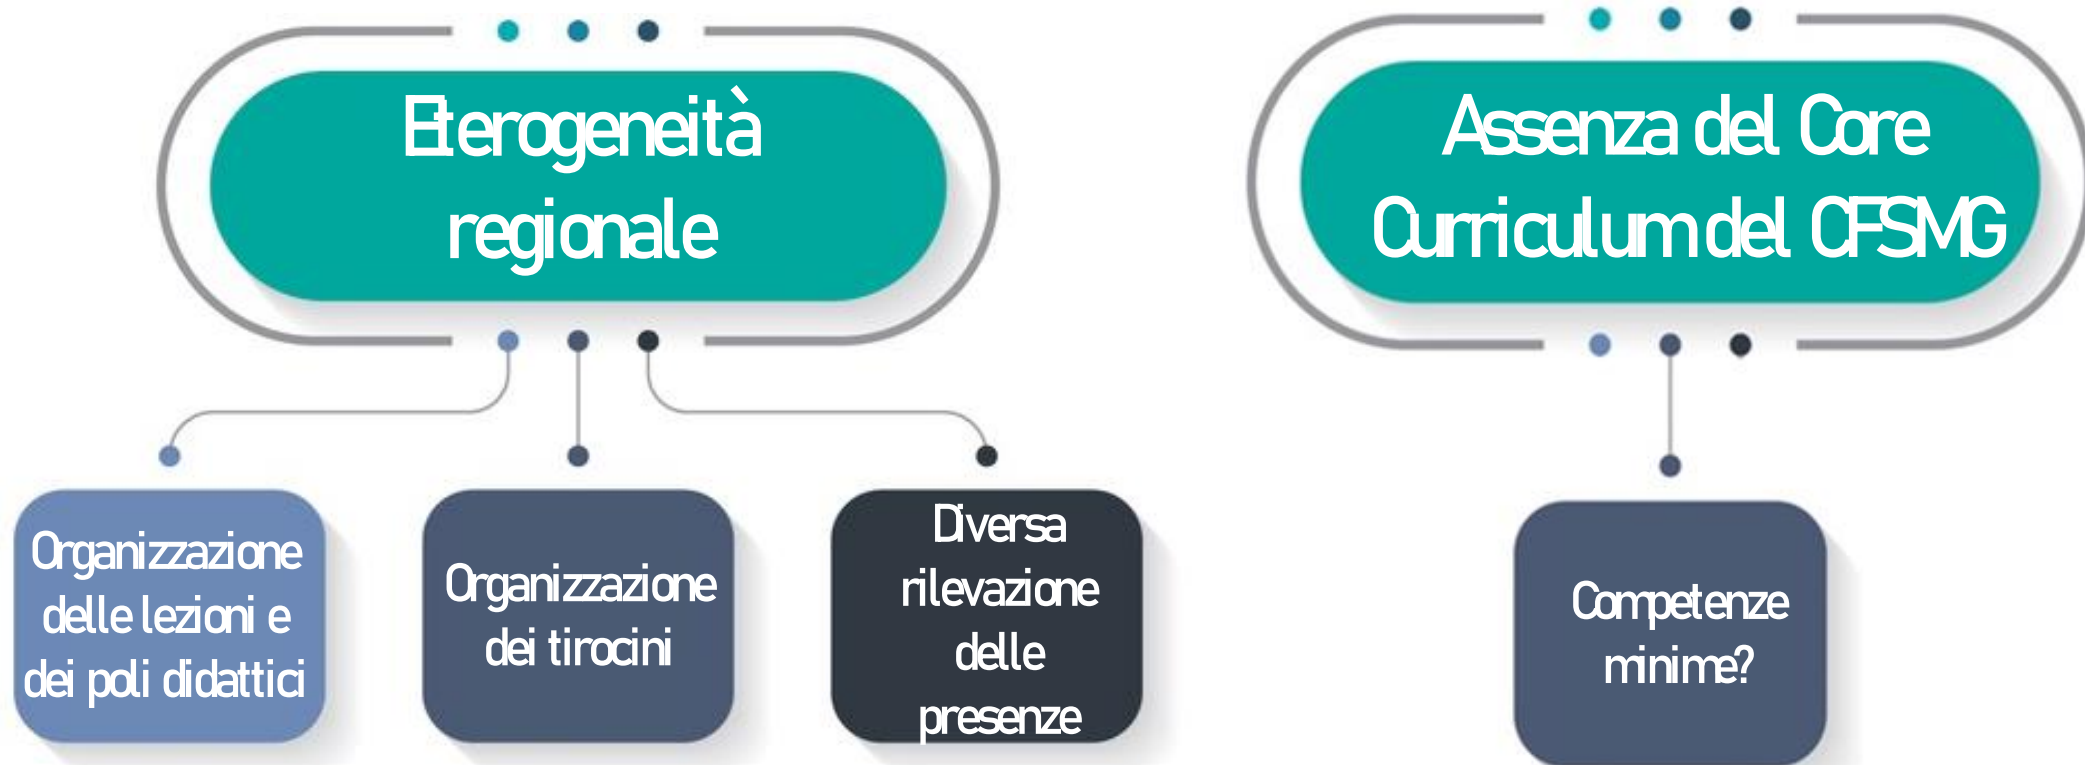 Eterogeneità
regionale
Organizzazione
delle lezioni e
dei poli didattici
Organizzazione
dei tirocini
Diversa
rilevazione
delle
presenze
Assenza del Core
Curriculum del CFSMG
Competenze
minime?